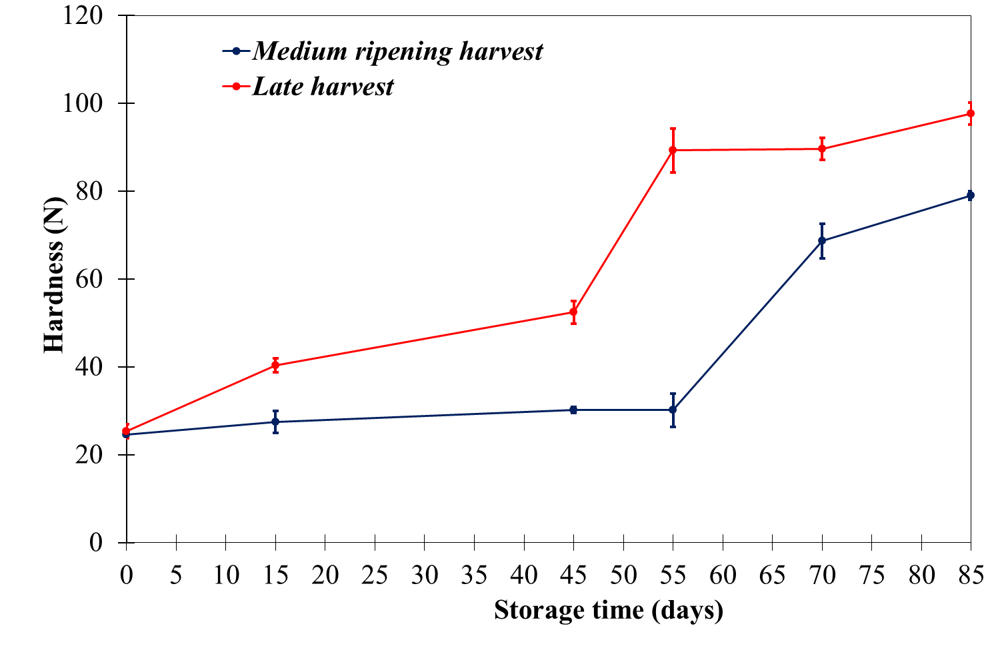 120
100
80
60
40
20
0
Medium ripening harvest
Late harvest
Hardness (N)
0 5 10 15 20 25 30 35 40 45 50 55 60 65 70 75 80 85
Storage time (days)